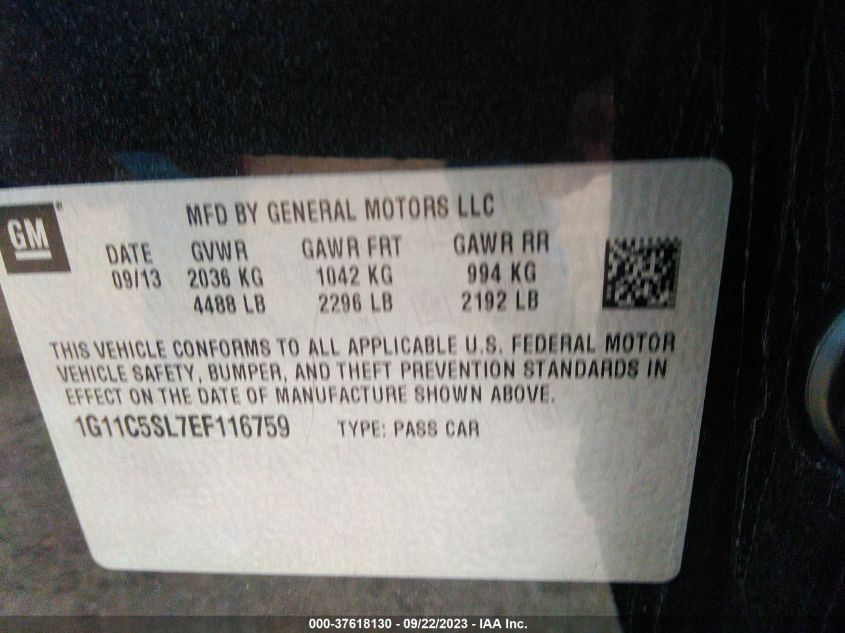 GM®
MFD BY GENERAL MOTORS LLC
DATE GVWR GAWR FRT GAWR RR
09/13 2036 KG 1042 KG 994 KG
4488 LB 2296 LB 2192 LB
THIS VEHICLE CONFORMS TO ALL APPLICABLE U.S. FEDERAL MOTOR
VEHICLE SAFETY, BUMPER, AND THEFT PREVENTION STANDARDS IN
EFFECT ON THE DATE OF MANUFACTURE SHOWN ABOVE.
1G11C5SL7EF116759 TYPE: PASS CAR
000-37618130 - 09/22/2023 - IAA Inc.